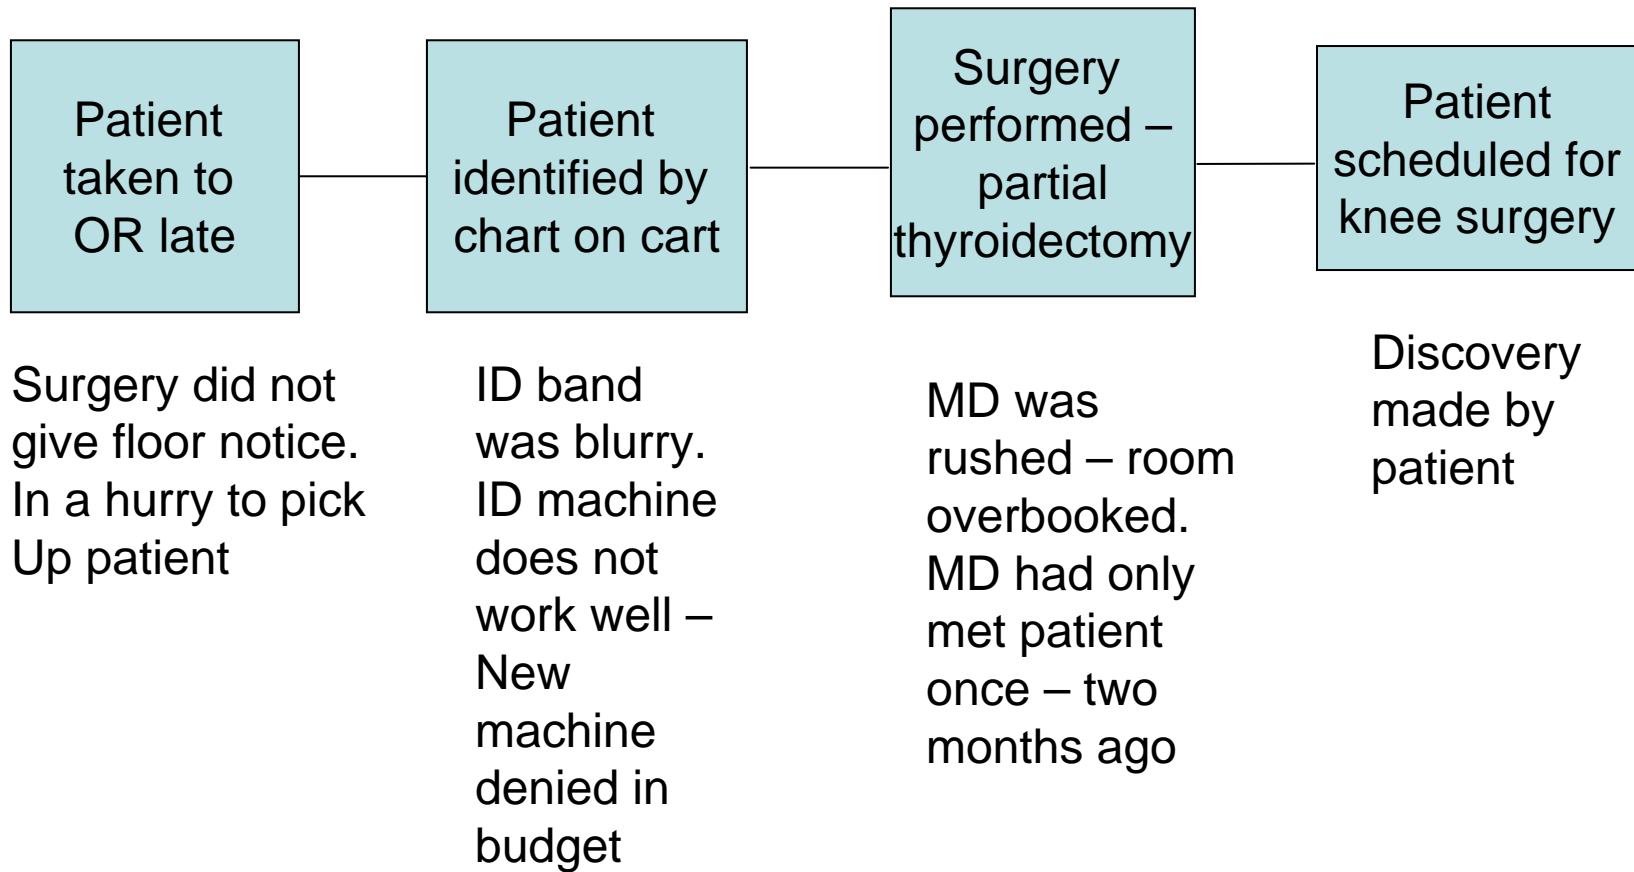 Patient
taken to
OR late
Patient
identified by
chart on cart
Surgery
performed –
partial
thyroidectomy
Patient
scheduled for
knee surgery
Surgery did not
give floor notice.
In a hurry to pick
Up patient
ID band
was blurry.
ID machine
does not
work well –
New
machine
denied in
budget
MD was
rushed – room
overbooked.
MD had only
met patient
once – two
months ago
Discovery
made by
patient